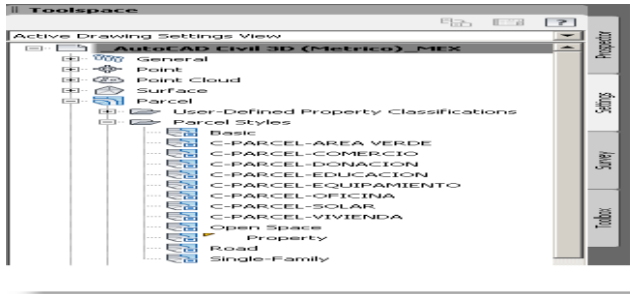 Toolspace
Active Drawing Settings View
AutoCAD Civil 3D (Metrico)_MEX
General
Point
Point Cloud
Surface
Parcel
User-Defined Property Classifications
Parcel Styles
Basic
C-PARCEL-AREA VERDE
C-PARCEL-COMERCIO
C-PARCEL-DONACION
C-PARCEL-EDUCACION
C-PARCEL-EQUIPAMIENTO
C-PARCEL-OFICINA
C-PARCEL-SOLAR
C-PARCEL-VIVIENDA
Open Space
Property
Road
Single-Family
Prospector
Settings
Survey
Toolbox